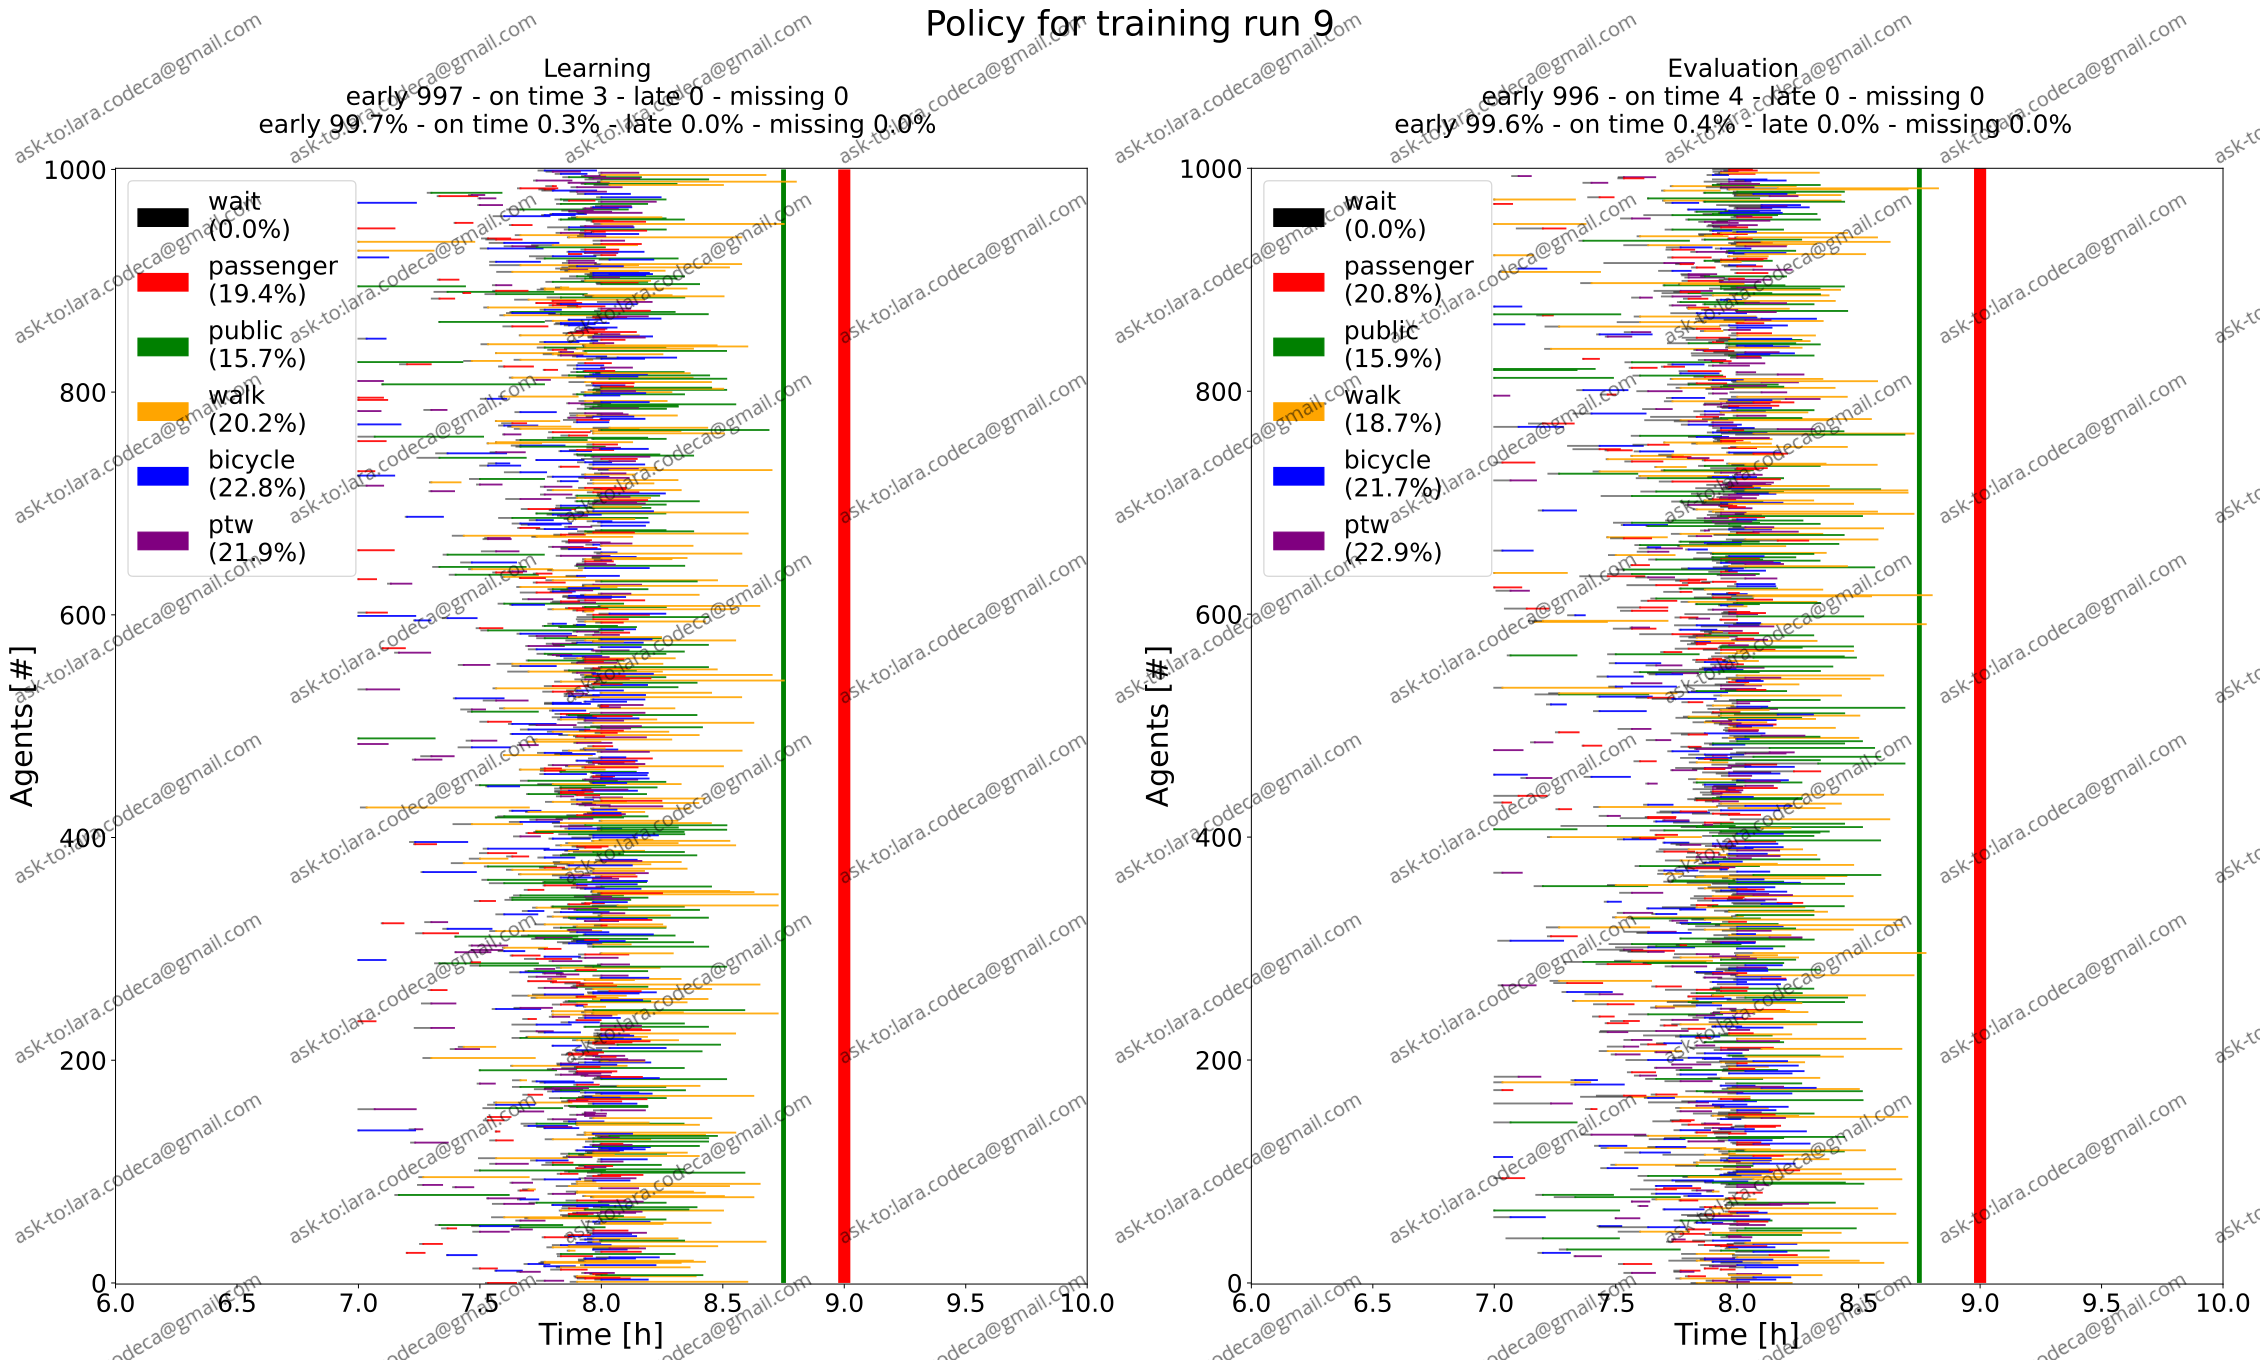 Policy for training run 9
Learning
early 997 - on time 3 - late 0 - missing 0
early 99.7% - on time 0.3% - late 0.0% - missing 0.0%
1000
800
600
400
200
0
Agents [#]
wait
(0.0%)
passenger
(19.4%)
public
(15.7%)
walk
(20.2%)
bicycle
(22.8%)
ptw
(21.9%)
6.0 6.5 7.0 7.5 8.0 8.5 9.0 9.5 10.0
Time [h]
Evaluation
early 996 - on time 4 - late 0 - missing 0
early 99.6% - on time 0.4% - late 0.0% - missing 0.0%
1000
800
600
400
200
0
Agents [#]
wait
(0.0%)
passenger
(20.8%)
public
(15.9%)
walk
(18.7%)
bicycle
(21.7%)
ptw
(22.9%)
6.0 6.5 7.0 7.5 8.0 8.5 9.0 9.5 10.0
Time [h]
ask-to:lara.codeca@gmail.com